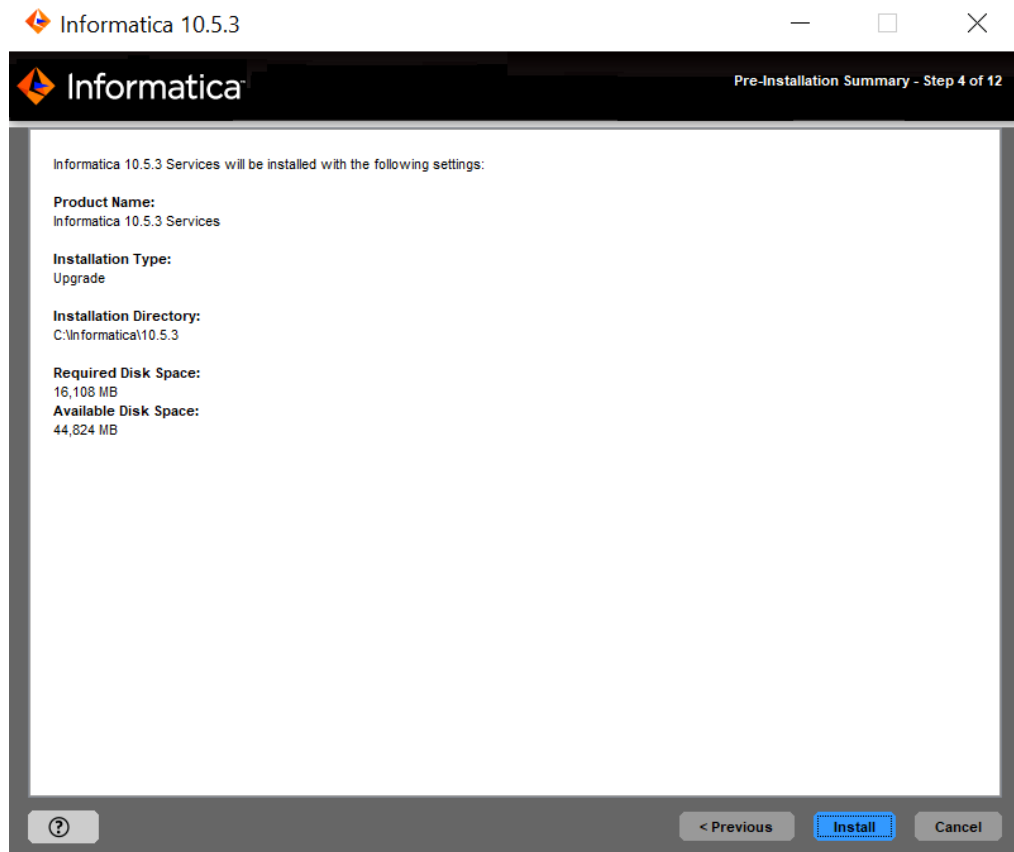 Informatica 10.5.3
Informatica™
Pre-Installation Summary - Step 4 of 12
Informatica 10.5.3 Services will be installed with the following settings:
Product Name:
Informatica 10.5.3 Services
Installation Type:
Upgrade
Installation Directory:
C:\Informatica\10.5.3
Required Disk Space:
16,108 MB
Available Disk Space:
44,824 MB
?
< Previous
Install
Cancel